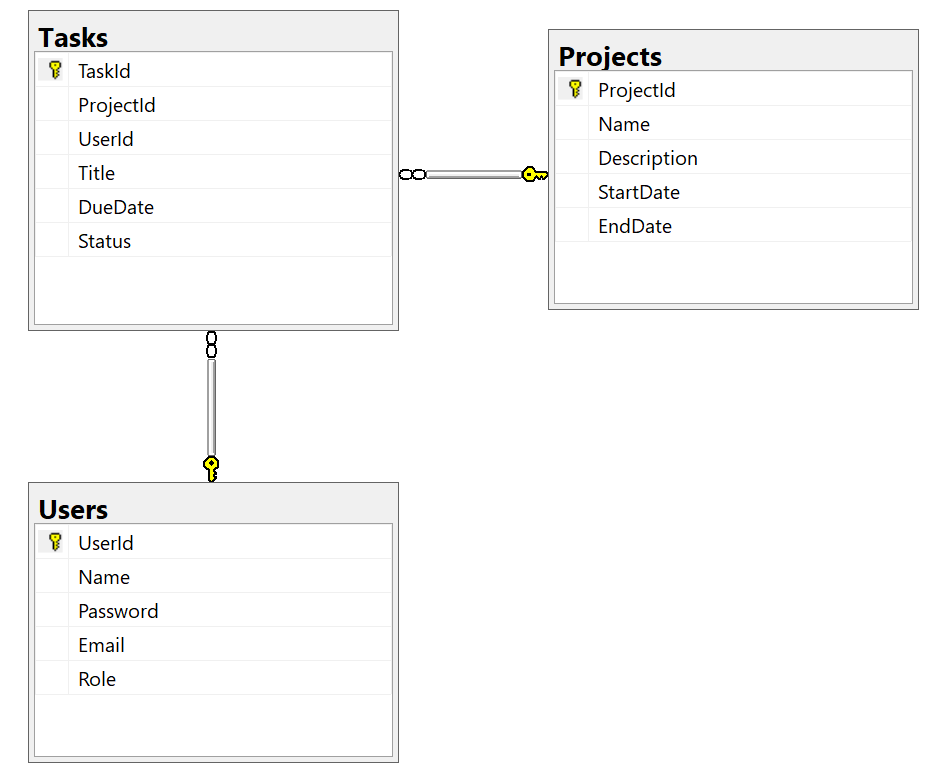 Tasks
TaskId
ProjectId
UserId
Title
DueDate
Status
Projects
ProjectId
Name
Description
StartDate
EndDate
Users
UserId
Name
Password
Email
Role